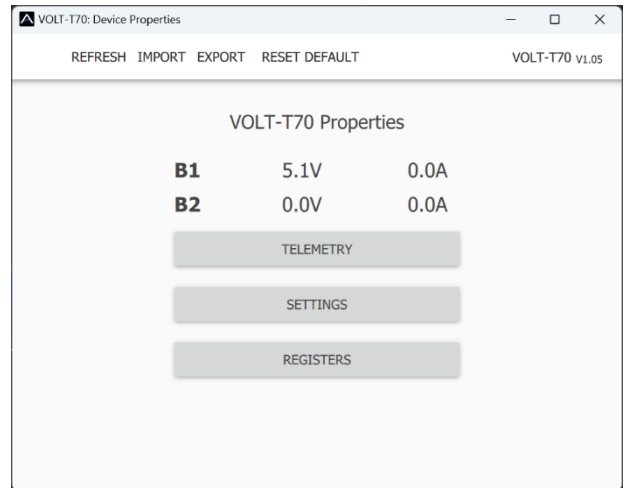 VOLT-T70: Device Properties
REFRESH IMPORT EXPORT RESET DEFAULT VOLT-T70 V1.05
VOLT-T70 Properties
B1 5.1V 0.0A
B2 0.0V 0.0A
TELEMETRY
SETTINGS
REGISTERS